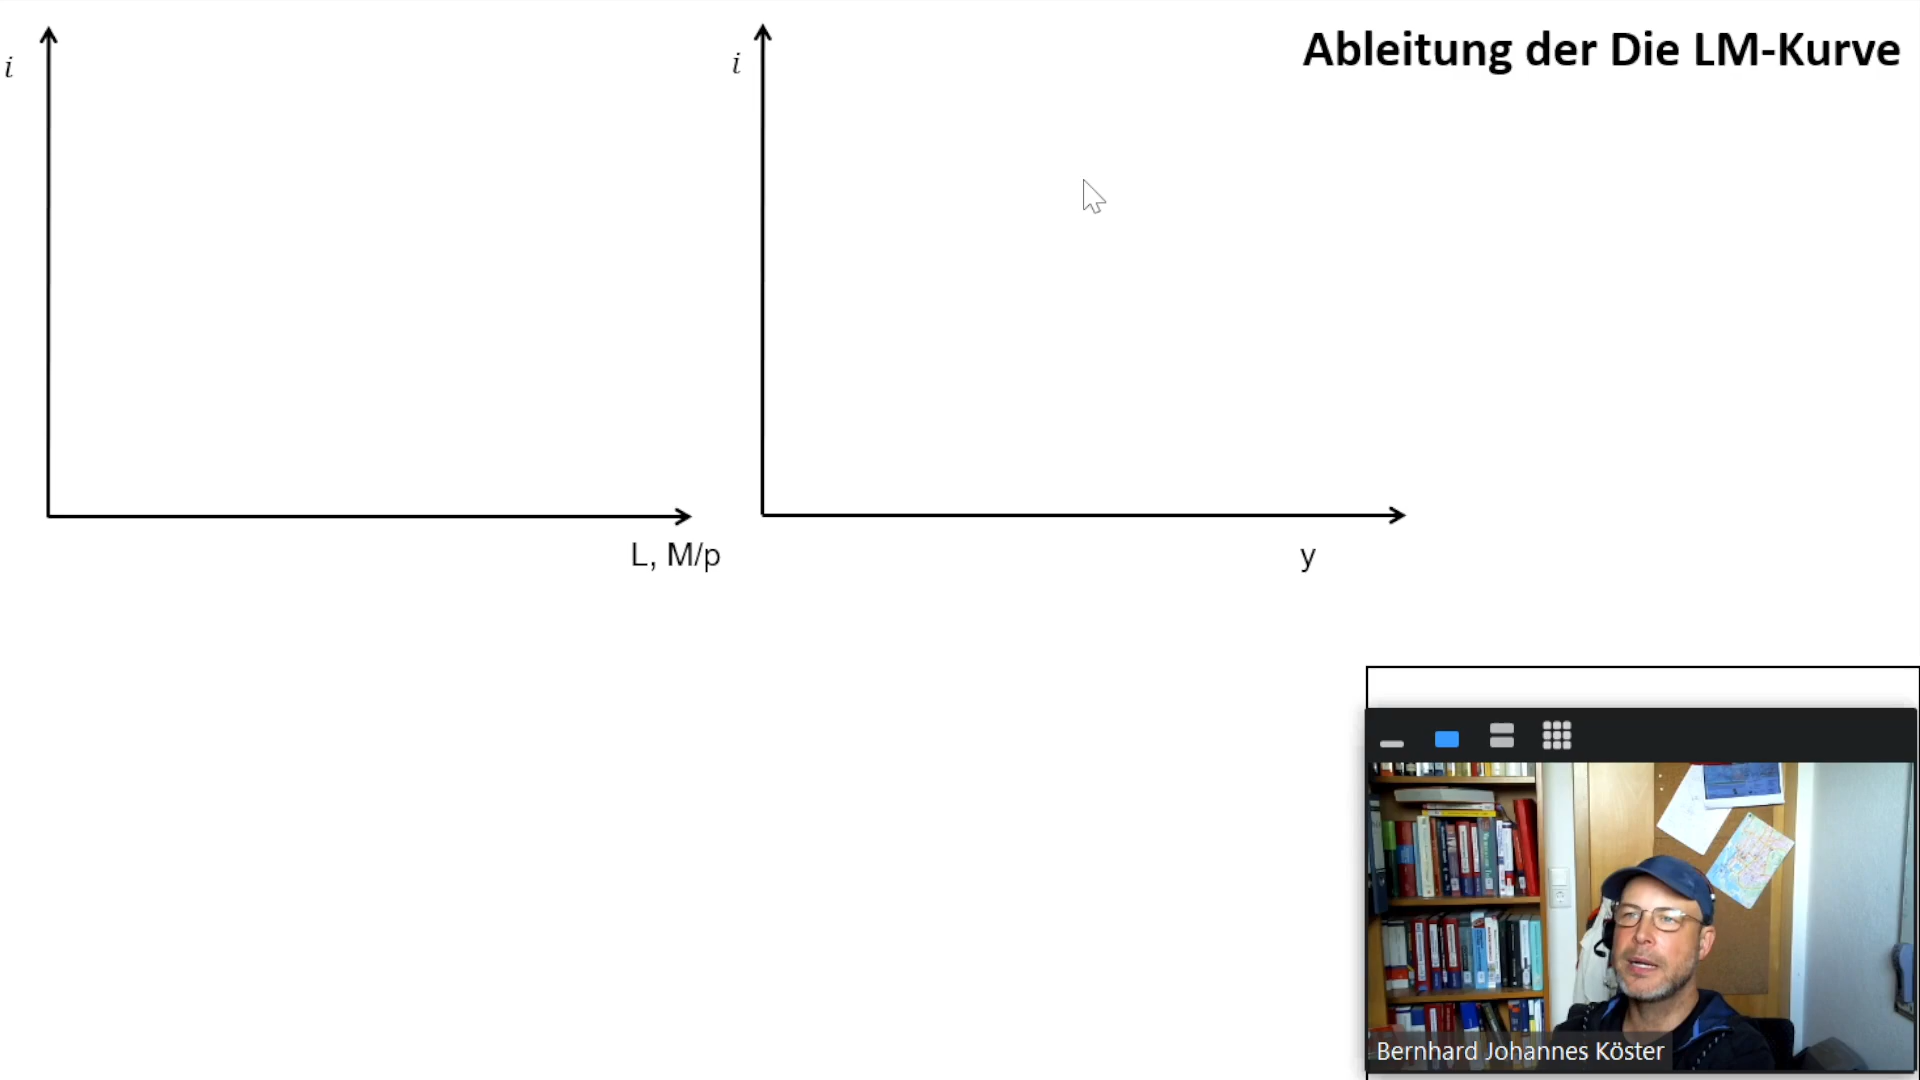 Ableitung der Die LM-Kurve
i
i
L, M/p
y
Bernhard Johannes Köster